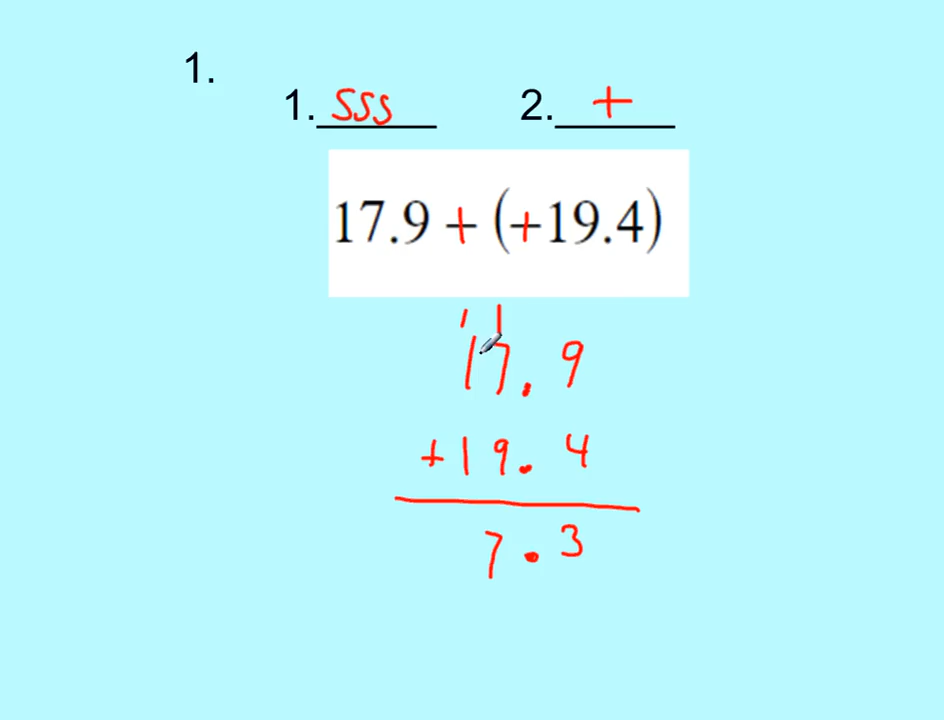 1.
1. SSS 2. +
17.9 + (+19.4)
1 1
17.9
+19.4
7.3